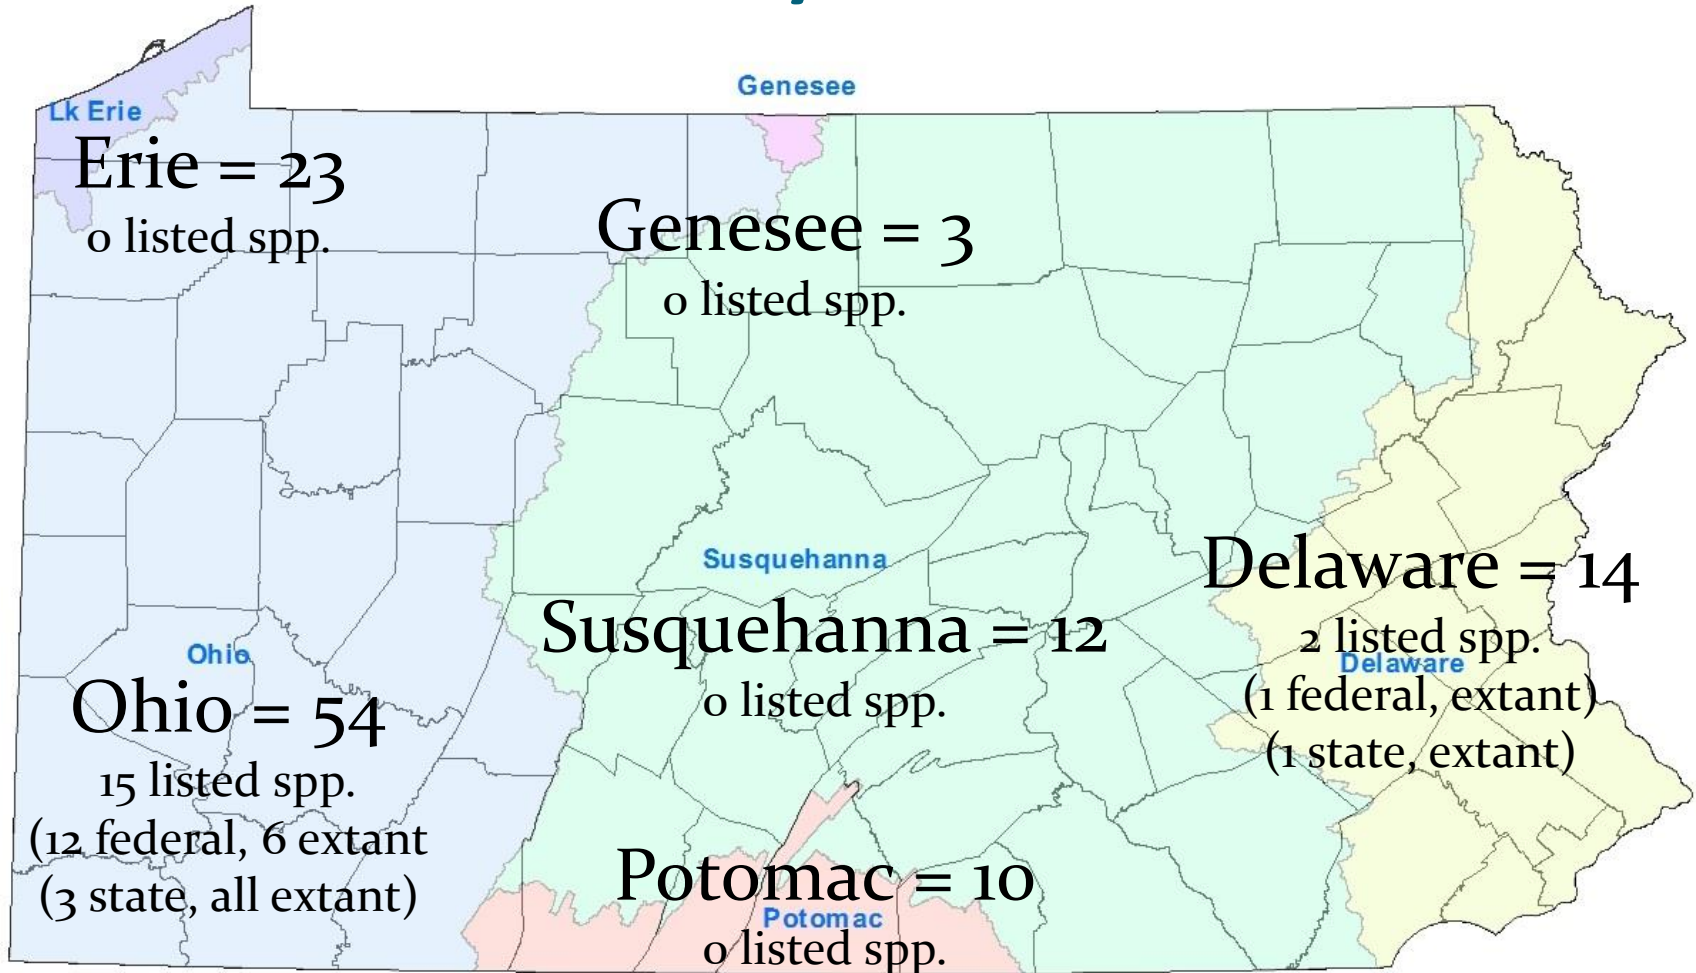 Genesee
Lk Erie
Erie = 23
0 listed spp.
Genesee = 3
0 listed spp.
Susquehanna
Susquehanna = 12
0 listed spp.
Delaware = 14
2 listed spp.
Delaware
(1 federal, extant)
(1 state, extant)
Ohio
Ohio = 54
15 listed spp.
(12 federal, 6 extant
(3 state, all extant)
Potomac = 10
Potomac
0 listed spp.